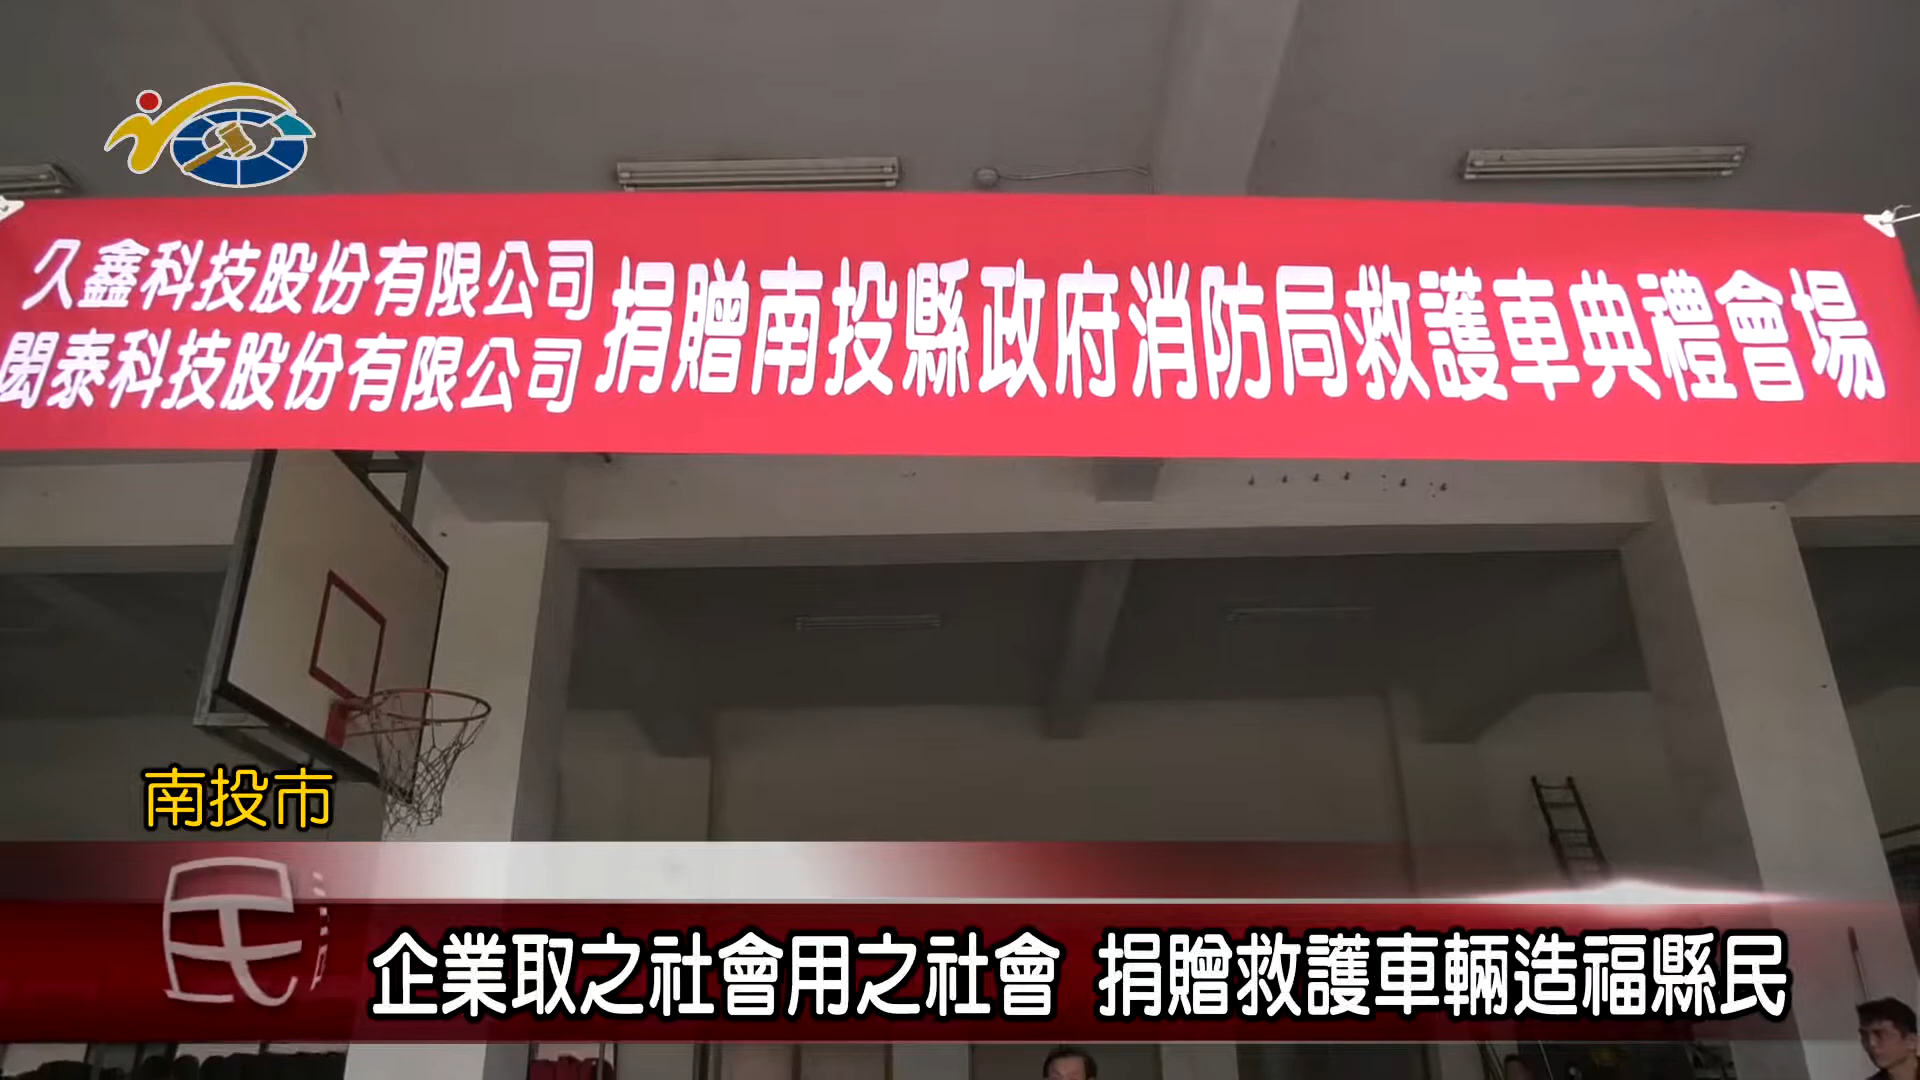 久鑫科技股份有限公司
閎泰科技股份有限公司
捐贈南投縣政府消防局救護車典禮會場
南投市
民
企業取之社會用之社會 捐贈救護車輛造福縣民